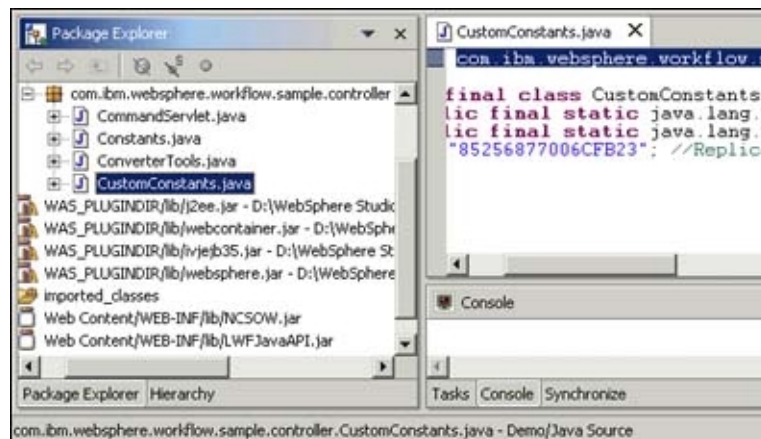 Package Explorer
com.ibm.websphere.workflow.sample.controller
CommandServlet.java
Constants.java
ConverterTools.java
CustomConstants.java
WAS_PLUGINDIR/lib/j2ee.jar - D:\WebSphere Studio
WAS_PLUGINDIR/lib/webcontainer.jar - D:\WebSph
WAS_PLUGINDIR/lib/ivjejb35.jar - D:\WebSphere St
WAS_PLUGINDIR/lib/websphere.jar - D:\WebSphere
imported_classes
Web Content/WEB-INF/lib/NCSOW.jar
Web Content/WEB-INF/lib/LWFJavaAPI.jar
Package Explorer Hierarchy
CustomConstants.java
com.ibm.websphere.workflow.
final class CustomConstants
lic final static java.lang.
lic final static java.lang.
"85256877006CFB23"; //Replic
Console
Tasks Console Synchronize
com.ibm.websphere.workflow.sample.controller.CustomConstants.java - Demo/Java Source